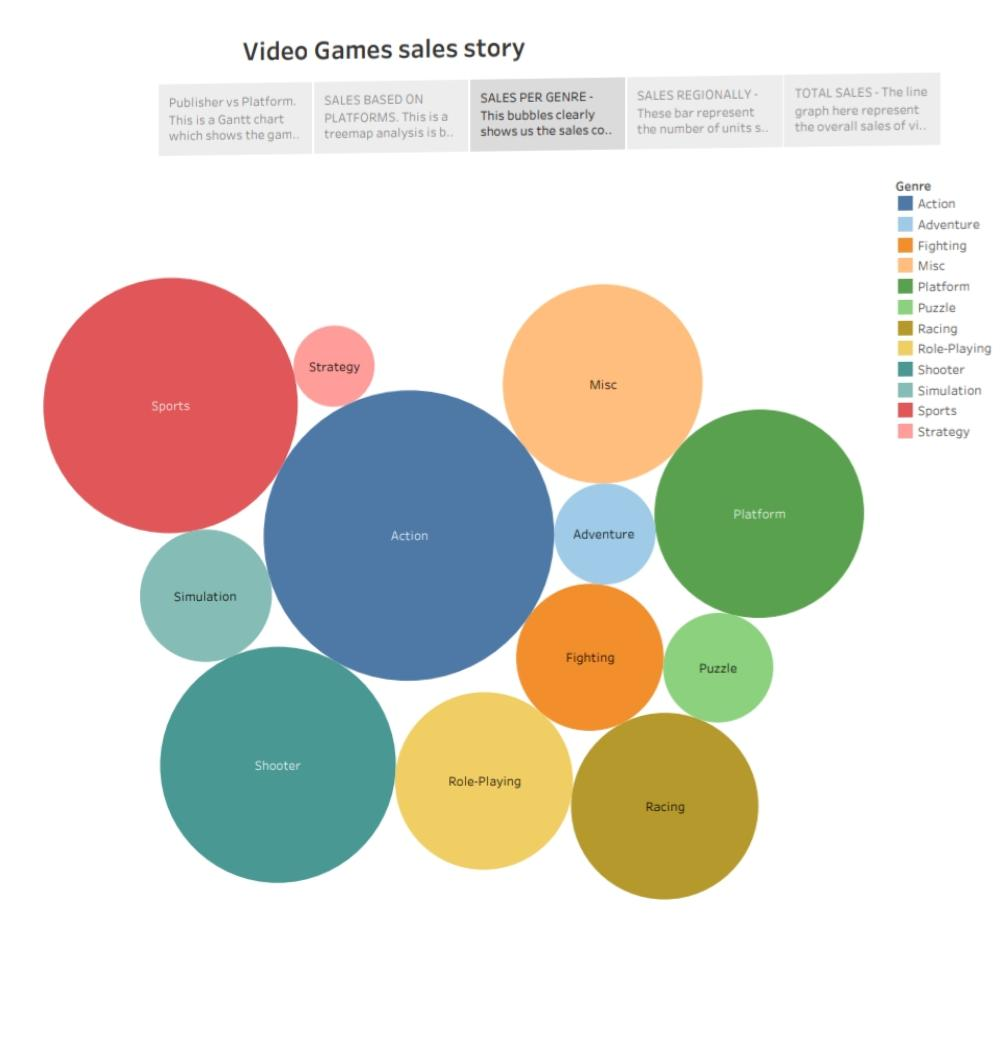 Video Games sales story
Publisher vs Platform.
This is a Gantt chart
which shows the gam..
SALES BASED ON
PLATFORMS. This is a
treemap analysis is b..
SALES PER GENRE -
This bubbles clearly
shows us the sales co..
SALES REGIONALLY -
These bar represent
the number of units s..
TOTAL SALES - The line
graph here represent
the overall sales of vi..
Genre
Action
Adventure
Fighting
Misc
Platform
Puzzle
Racing
Role-Playing
Shooter
Simulation
Sports
Strategy
Strategy
Misc
Sports
Platform
Action
Adventure
Simulation
Fighting
Puzzle
Shooter
Role-Playing
Racing